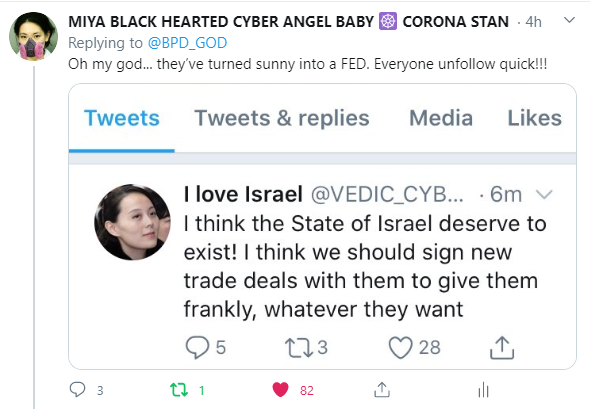 MIYA BLACK HEARTED CYBER ANGEL BABY ☸ CORONA STAN · 4h
Replying to @BPD_GOD
Oh my god... they've turned sunny into a FED. Everyone unfollow quick!!!
Tweets Tweets & replies Media Likes
I love Israel @VEDIC_CYB... · 6m
I think the State of Israel deserve to
exist! I think we should sign new
trade deals with them to give them
frankly, whatever they want
5 3 28
3 1 82